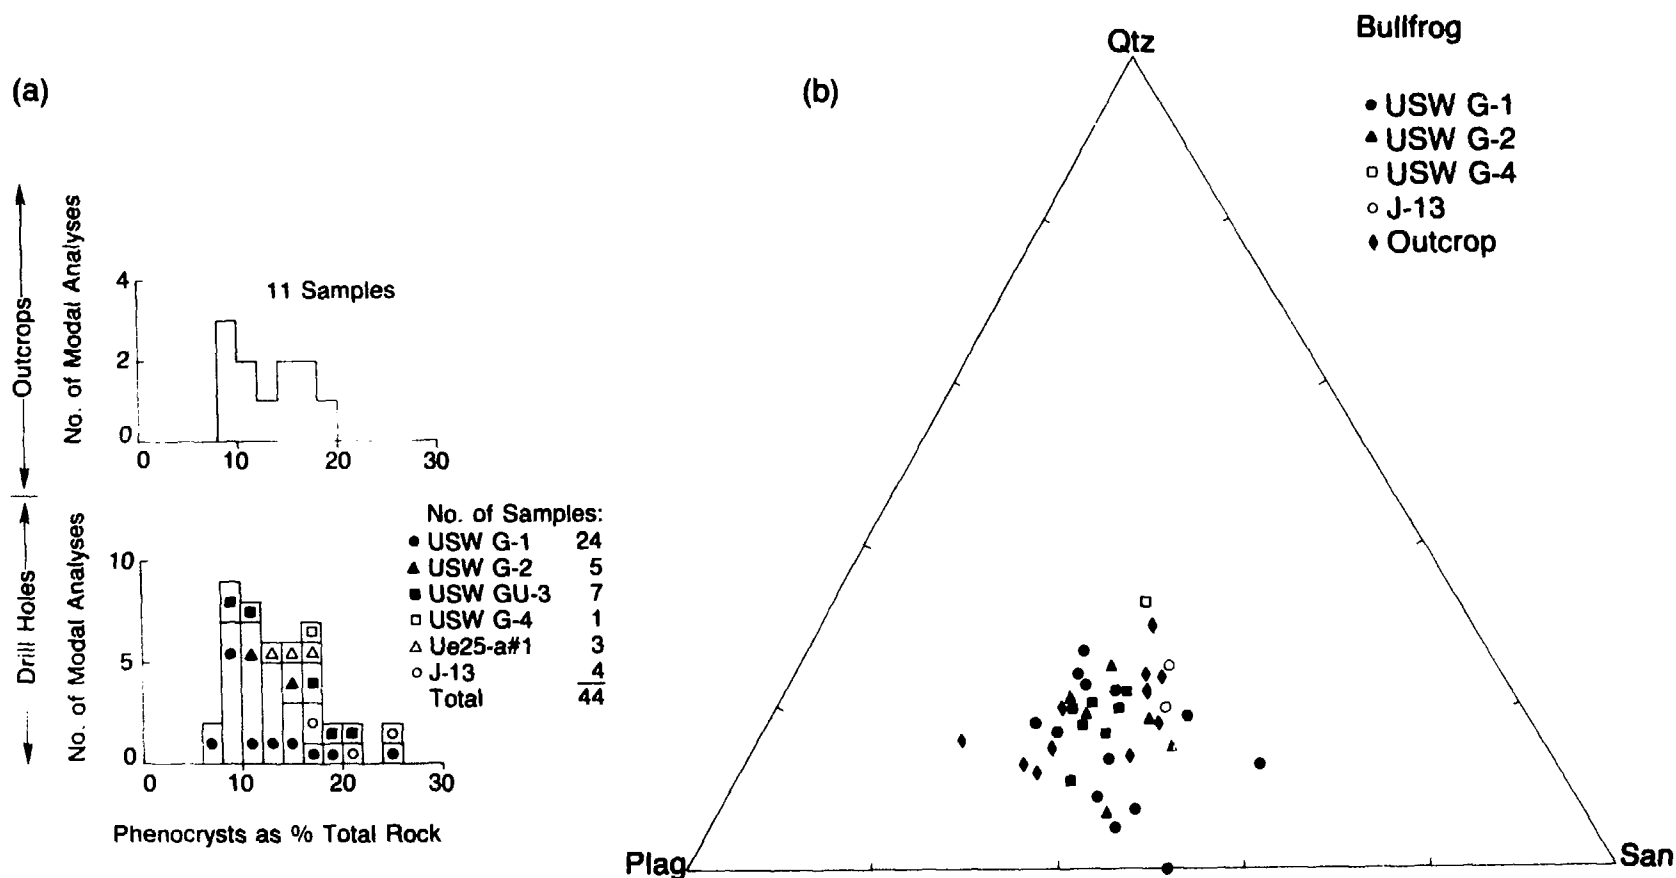 (a)
Outcrops
No. of Modal Analyses
4
2
0
11 Samples
0 10 20 30
Drill Holes
No. of Modal Analyses
10
5
0
No. of Samples:
USW G-1 24
USW G-2 5
USW GU-3 7
USW G-4 1
Ue25-a#1 3
J-13 4
Total 44
0 10 20 30
Phenocrysts as % Total Rock
(b)
Qtz
Plag
San
Bullfrog
USW G-1
USW G-2
USW G-4
J-13
Outcrop